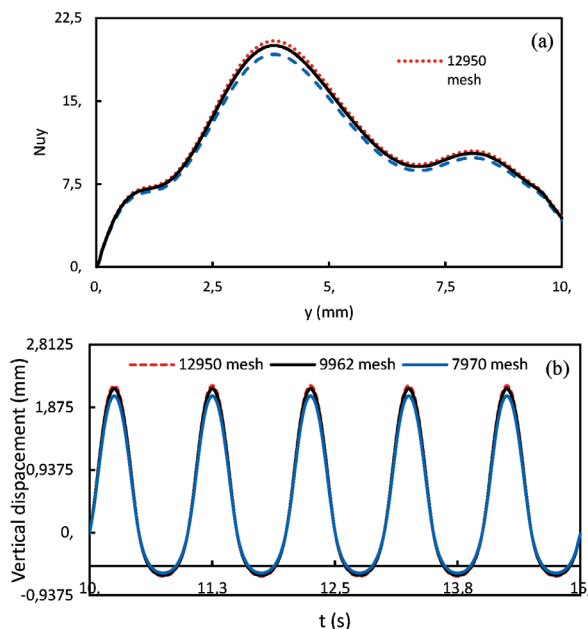 22,5
(a)
12950
mesh
15,
Nuy
7,5
0,
0, 2,5 5, 7,5 10,
y (mm)
2,8125
12950 mesh 9962 mesh 7970 mesh (b)
1,875
0,9375
Vertical dispacement (mm)
0,
-0,9375
10, 11,3 12,5 13,8 15,
t (s)